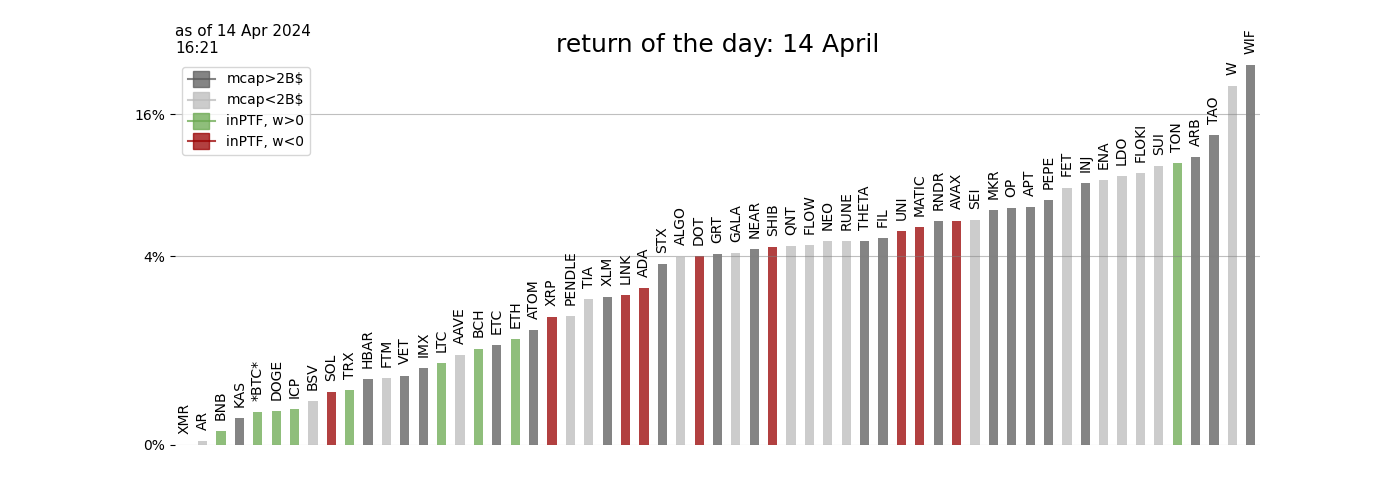 as of 14 Apr 2024
16:21
return of the day: 14 April
mcap>2B$
mcap<2B$
inPTF, w>0
inPTF, w<0
16%
4%
0%
XMR
AR
BNB
KAS
*BTC*
DOGE
ICP
BSV
SOL
TRX
HBAR
FTM
VET
IMX
LTC
AAVE
BCH
ETC
ETH
ATOM
XRP
PENDLE
TIA
XLM
LINK
ADA
STX
ALGO
DOT
GRT
GALA
NEAR
SHIB
QNT
FLOW
NEO
RUNE
THETA
FIL
UNI
MATIC
RNDR
AVAX
SEI
MKR
OP
APT
PEPE
FET
INJ
ENA
LDO
FLOKI
SUI
TON
ARB
TAO
W
WIF